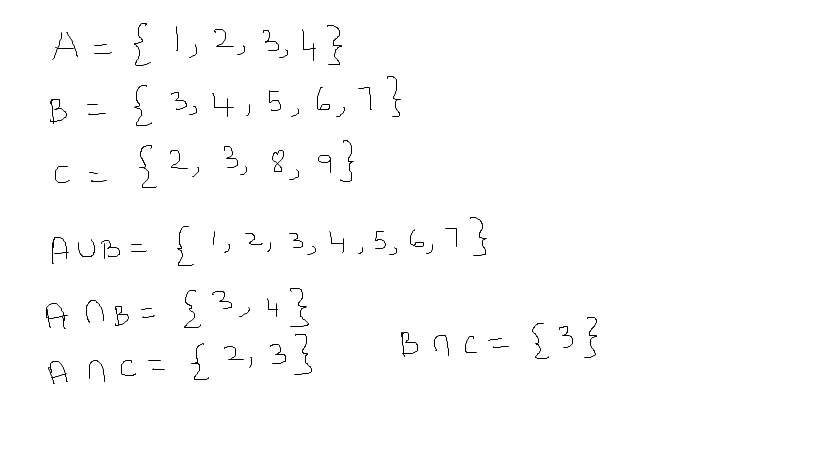 A = { 1, 2, 3, 4}
B = { 3, 4, 5, 6, 7}
C = { 2, 3, 8, 9}
A∪B = { 1, 2, 3, 4, 5, 6, 7}
A ∩ B = { 3, 4 }
A ∩ C = { 2, 3 }
B ∩ C = { 3 }